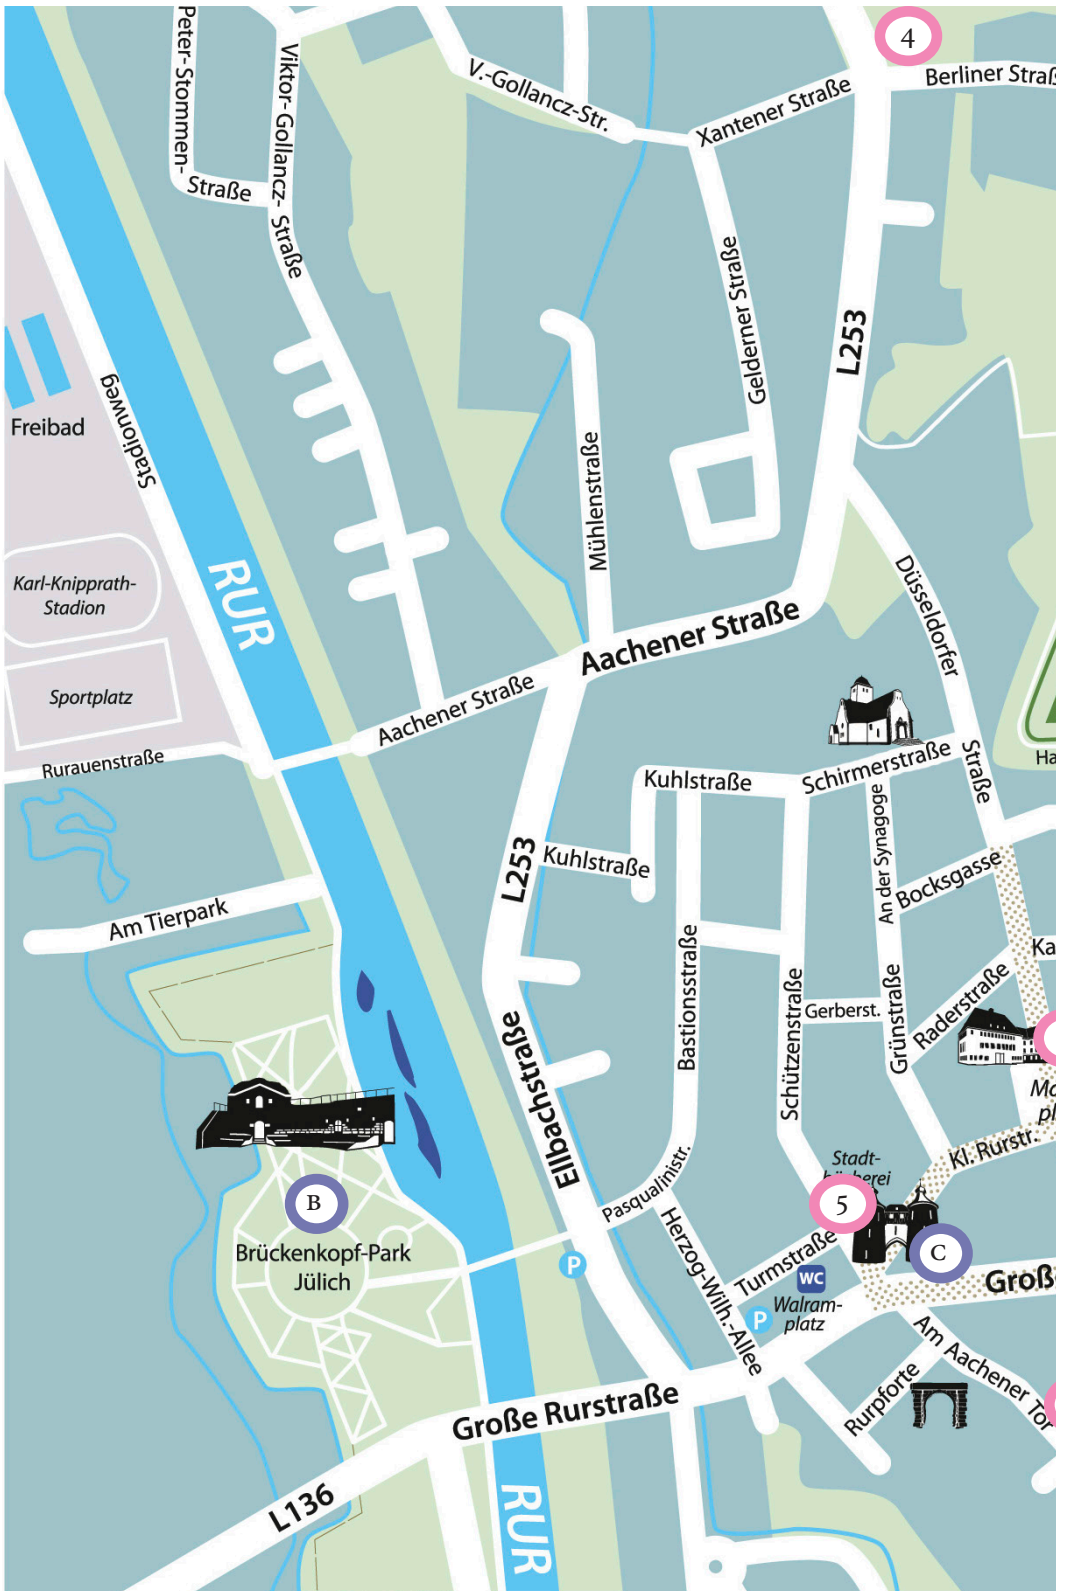 4
Peter-Stommen-
Straße
Viktor-Gollancz-
Straße
V.-Gollancz-Str.
Xantener Straße
Berliner Straß
Gelderner Straße
L253
Stadionweg
Freibad
Mühlenstraße
RUR
Karl-Knipprath-
Stadion
Sportplatz
Rurauenstraße
Aachener Straße
Aachener Straße
Düsseldorfer
Straße
Ha
Kuhlstraße
Schirmerstraße
L253
Kuhlstraße
An der Synagoge
Bocksgasse
Am Tierpark
Ka
Bastionsstraße
Schützenstraße
Gerberst.
Grünstraße
Raderstraße
Ellbachstraße
Kl. Rurstr.
Pasqualinistr.
Stadt-
5
B
Brückenkopf-Park
Jülich
Herzog-Wilh.-Allee
Turmstraße
C
P
WC
Walram-
platz
P
Große
Am Aachener Tor
Rurpforte
Große Rurstraße
L136
RUR